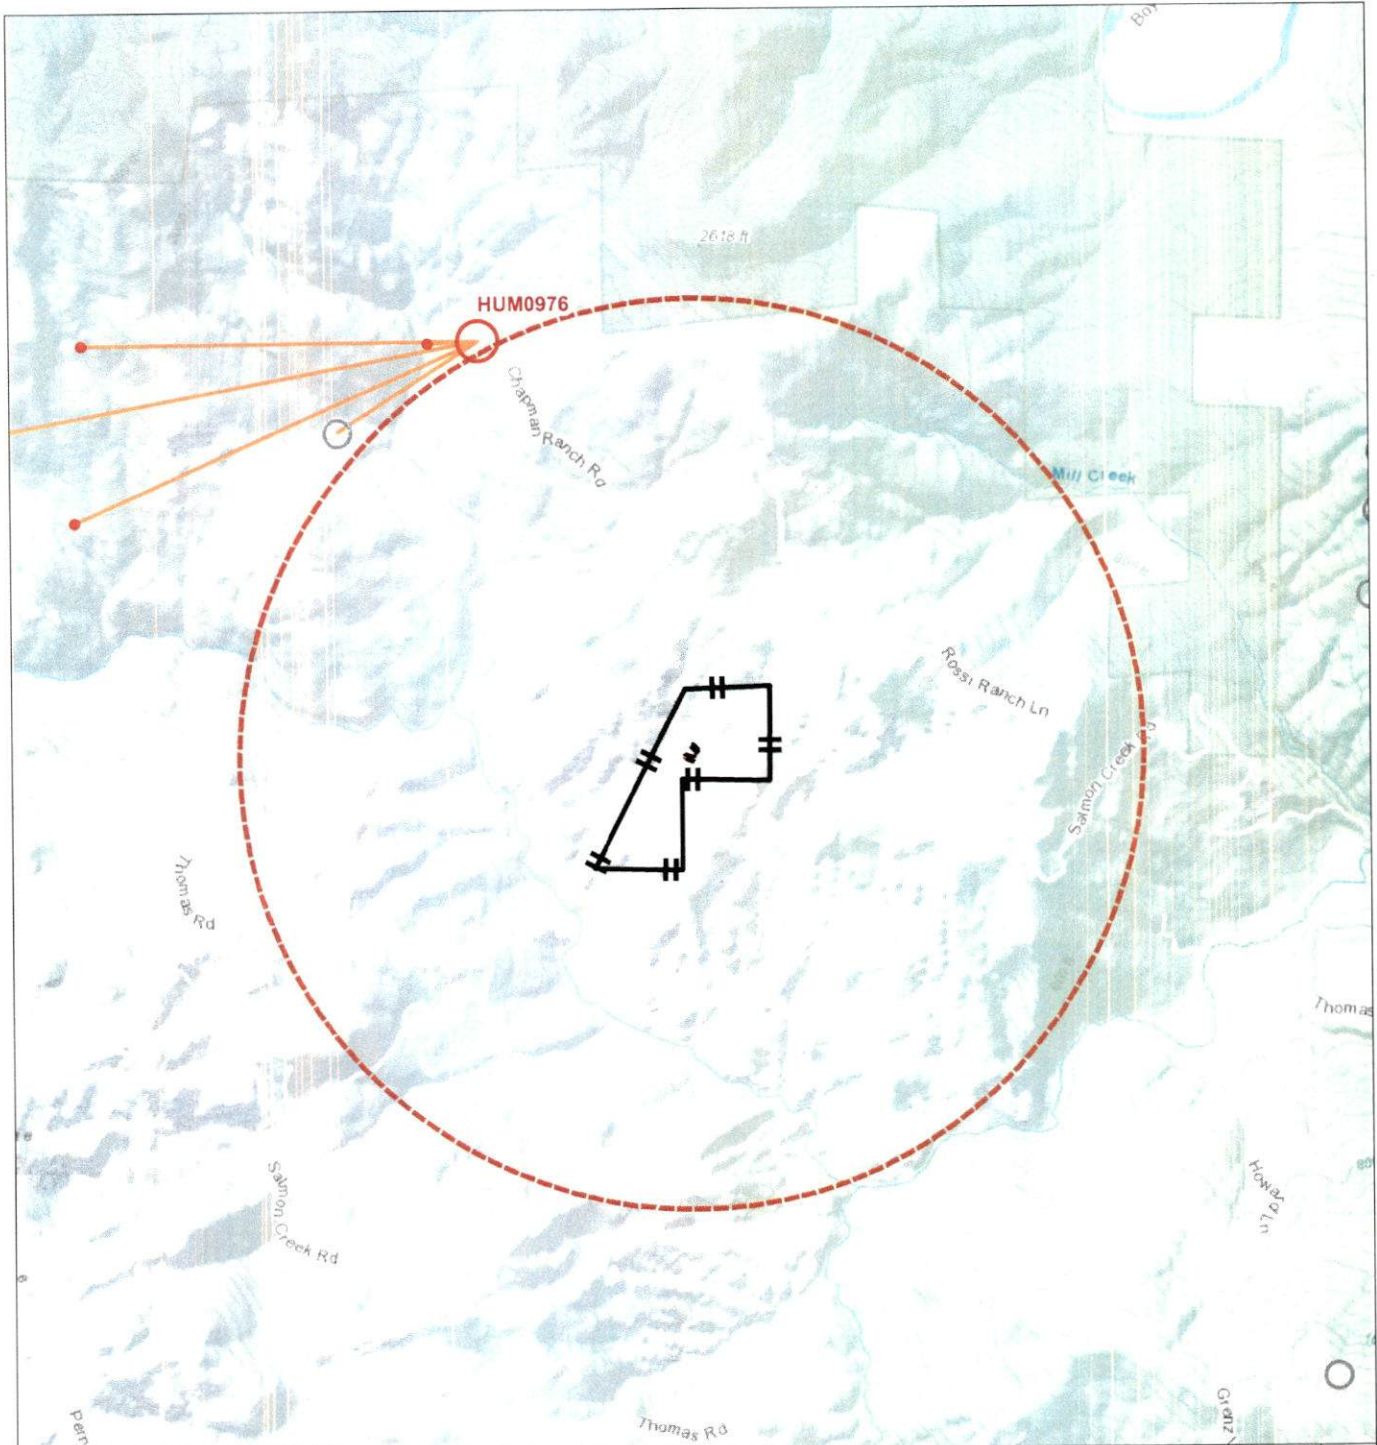 Boy
2618 ft
HUM0976
Chapman Ranch Rd
Mill Creek
Rossi Ranch Ln
Salmon Creek Rd
Thomas Rd
Thomas
Howard Ln
Salmon Creek Rd
Thomas Rd